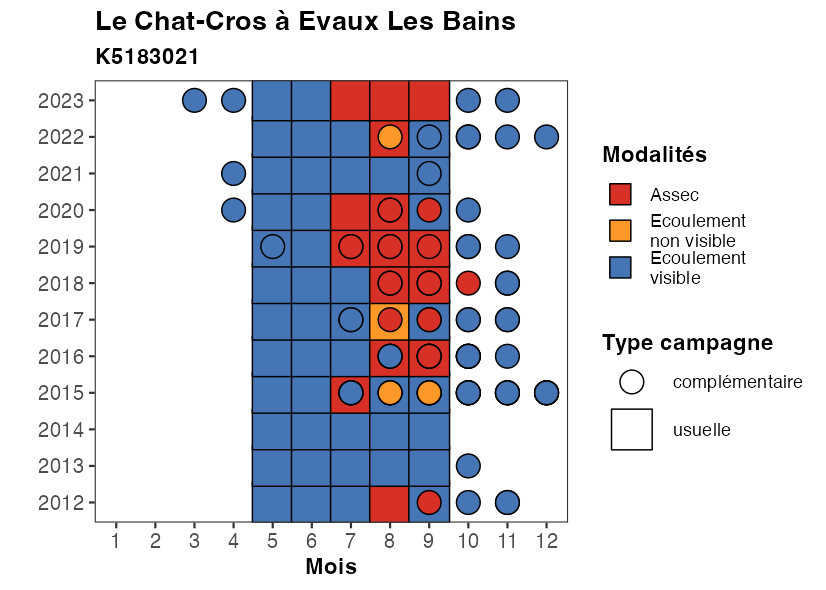 Le Chat-Cros à Evaux Les Bains
K5183021
2023
2022
2021
2020
2019
2018
2017
2016
2015
2014
2013
2012
1 2 3 4 5 6 7 8 9 10 11 12
Mois
Modalités
Assec
Ecoulement
non visible
Ecoulement
visible
Type campagne
complémentaire
usuelle